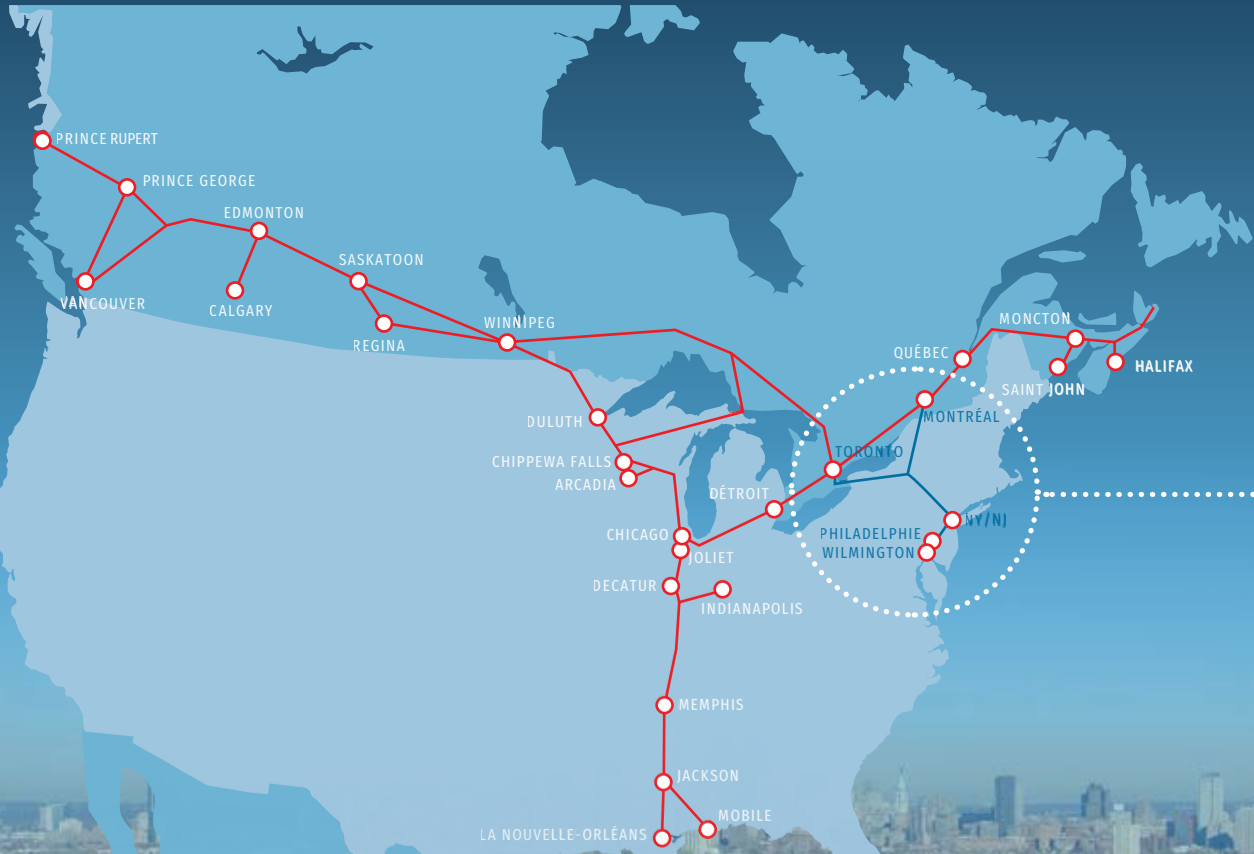 PRINCE RUPERT
PRINCE GEORGE
EDMONTON
SASKATOON
VANCOUVER
CALGARY
REGINA
WINNIPEG
MONCTON
QUÉBEC
HALIFAX
SAINT JOHN
DULUTH
MONTRÉAL
CHIPPEWA FALLS
TORONTO
ARCADIA
DÉTROIT
NY/NJ
CHICAGO
PHILADELPHIE
JOLIET
WILMINGTON
DECATUR
INDIANAPOLIS
MEMPHIS
JACKSON
MOBILE
LA NOUVELLE-ORLÉANS